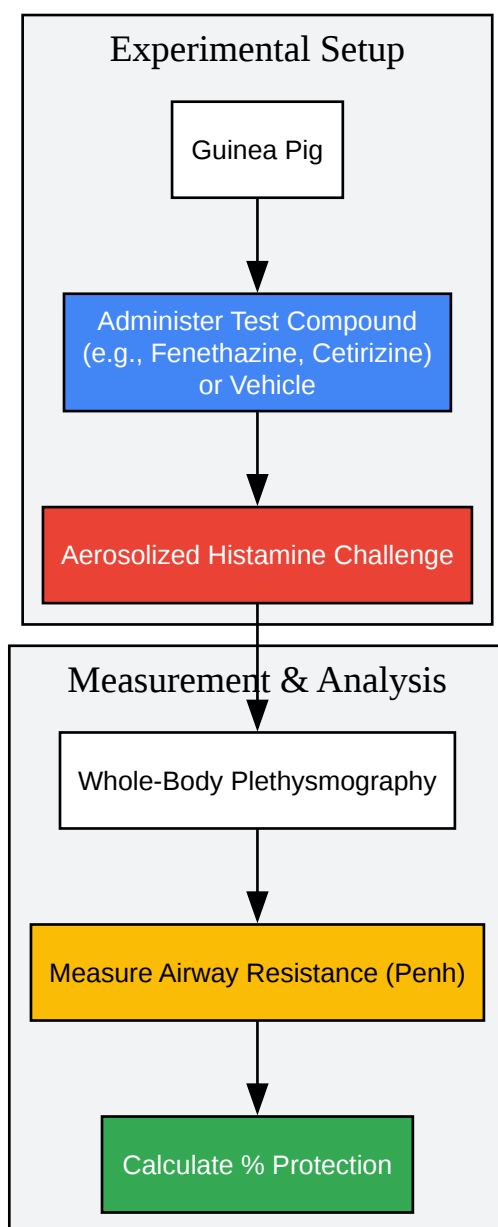 Experimental Setup
Guinea Pig
Administer Test Compound
(e.g., Fenethazine, Cetirizine)
or Vehicle
Aerosolized Histamine Challenge
Measurement & Analysis
Whole-Body Plethysmography
Measure Airway Resistance (Penh)
Calculate % Protection